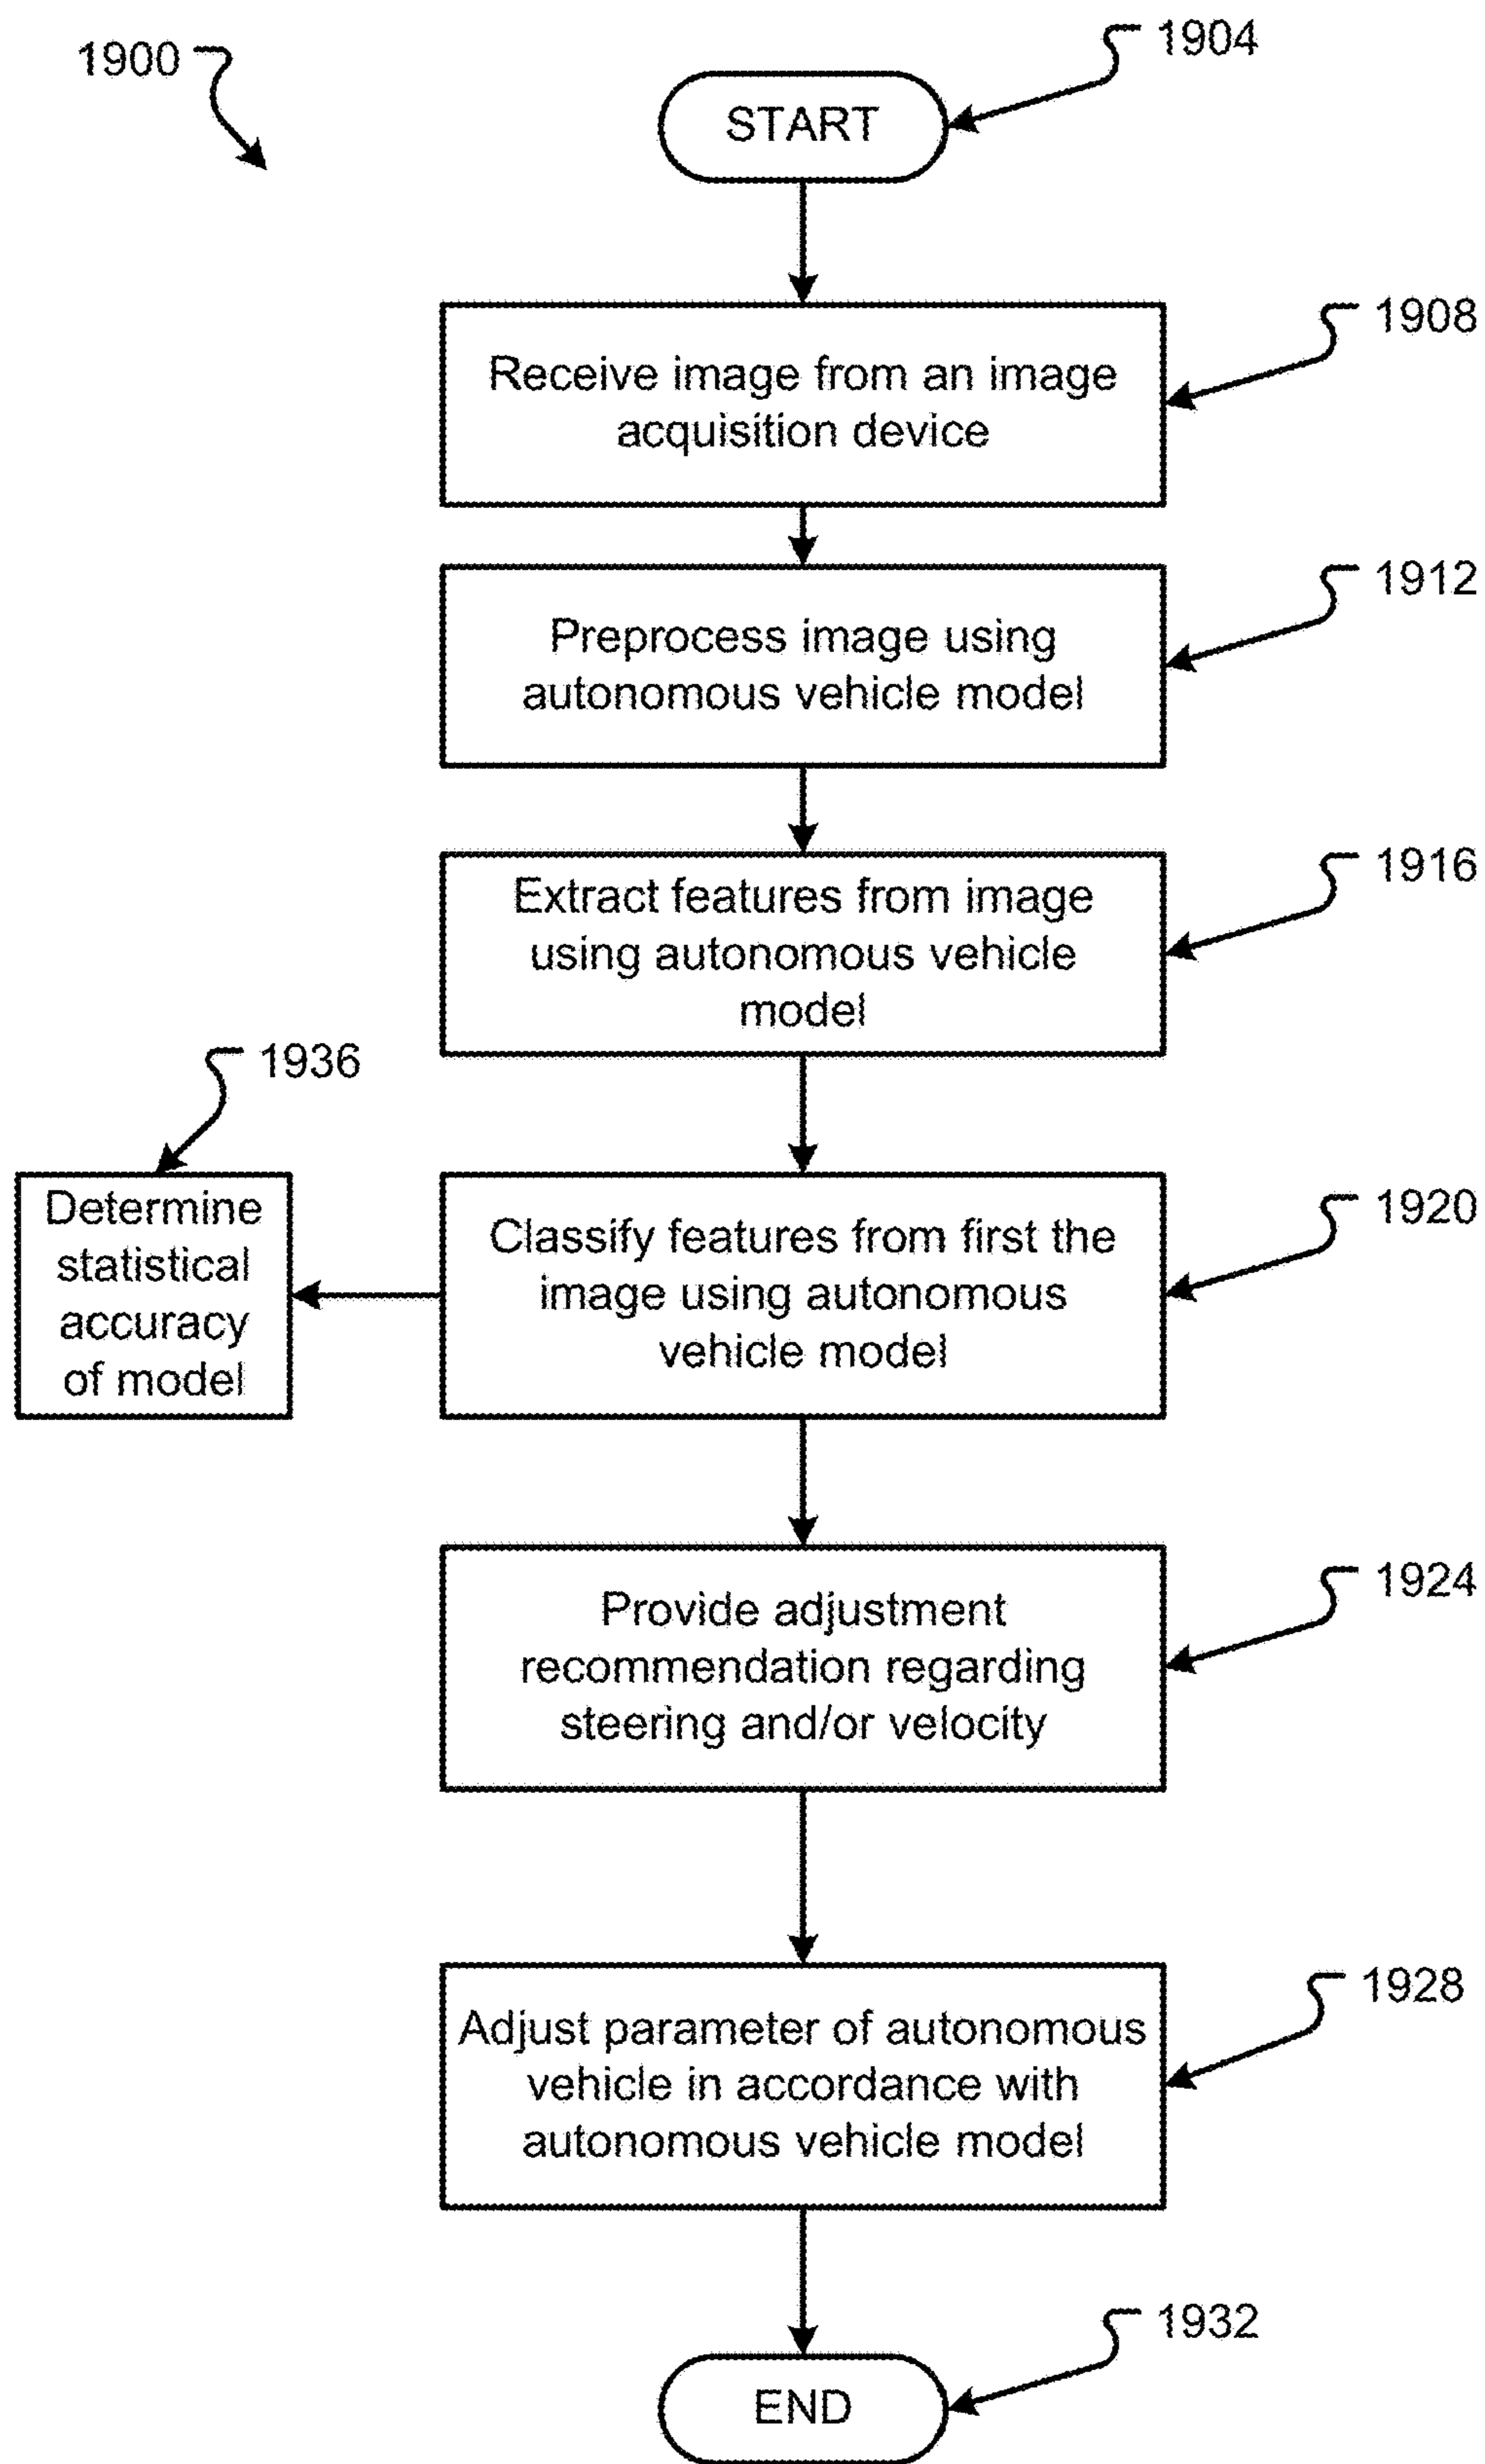 1900
1904
START
1908
Receive image from an image
acquisition device
1912
Preprocess image using
autonomous vehicle model
1916
Extract features from image
using autonomous vehicle
model
1936
Determine
statistical
accuracy
of model
1920
Classify features from first the
image using autonomous
vehicle model
1924
Provide adjustment
recommendation regarding
steering and/or velocity
1928
Adjust parameter of autonomous
vehicle in accordance with
autonomous vehicle model
1932
END